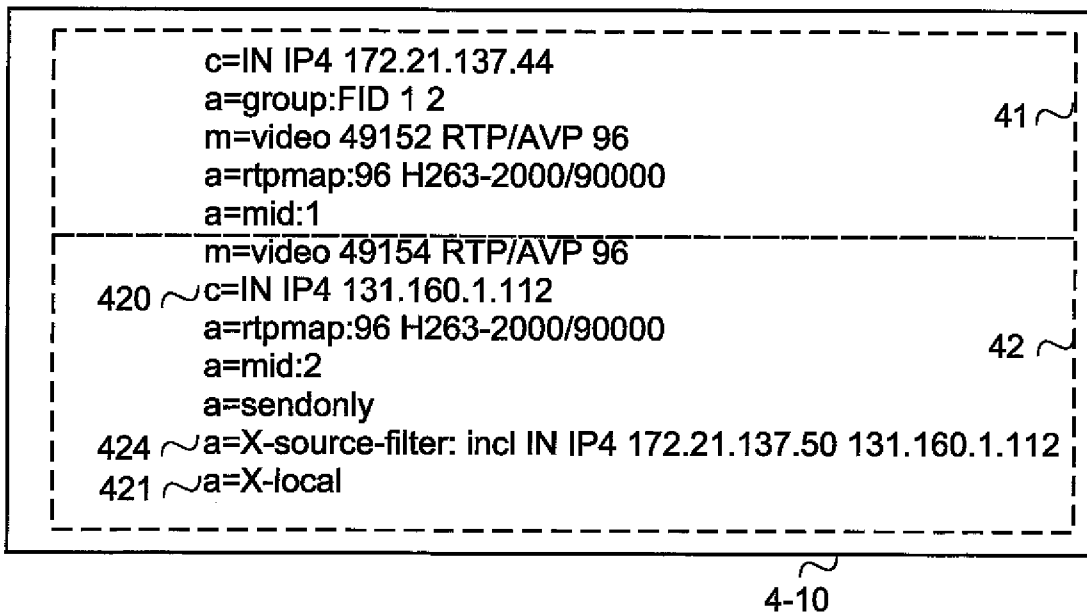 c=IN IP4 172.21.137.44
a=group:FID 1 2
41
m=video 49152 RTP/AVP 96
a=rtpmap:96 H263-2000/90000
a=mid:1
m=video 49154 RTP/AVP 96
420 c=IN IP4 131.160.1.112
a=rtpmap:96 H263-2000/90000
42
a=mid:2
a=sendonly
424 a=X-source-filter: incl IN IP4 172.21.137.50 131.160.1.112
421 a=X-local
4-10